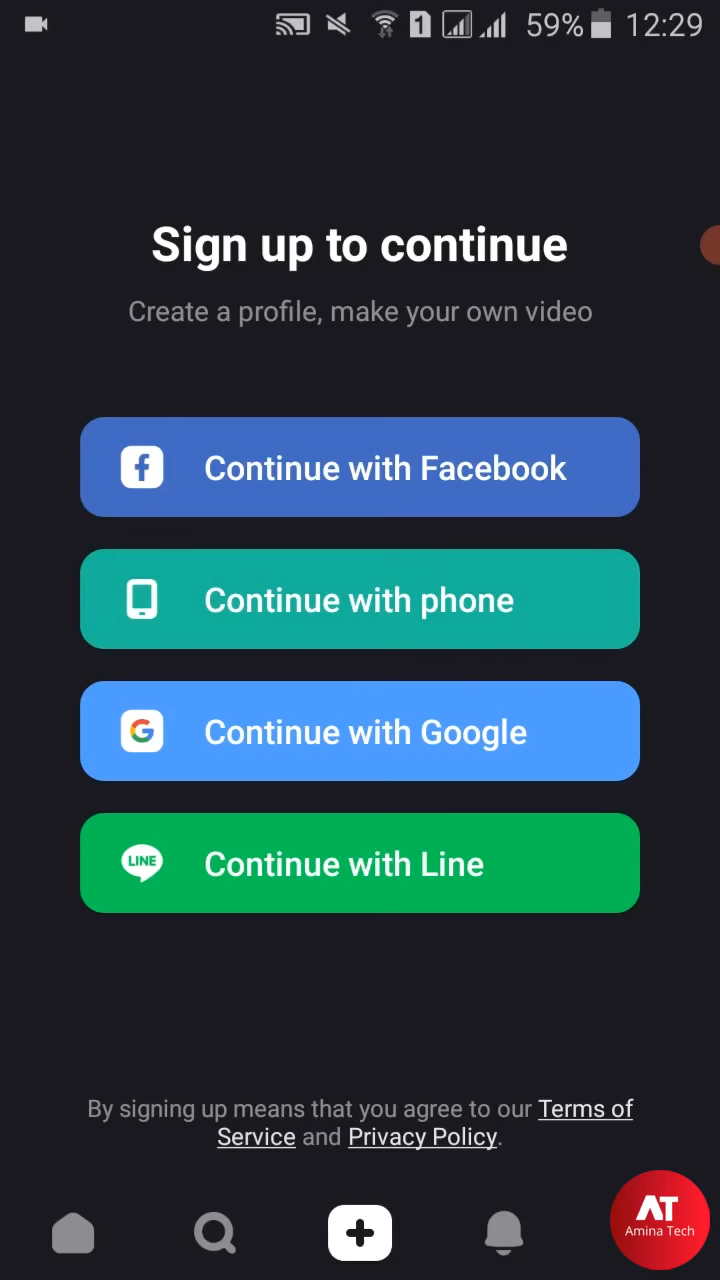 1 59% 12:29
Sign up to continue
Create a profile, make your own video
Continue with Facebook
Continue with phone
Continue with Google
LINE Continue with Line
By signing up means that you agree to our Terms of
Service and Privacy Policy.
AT
Amina Tech